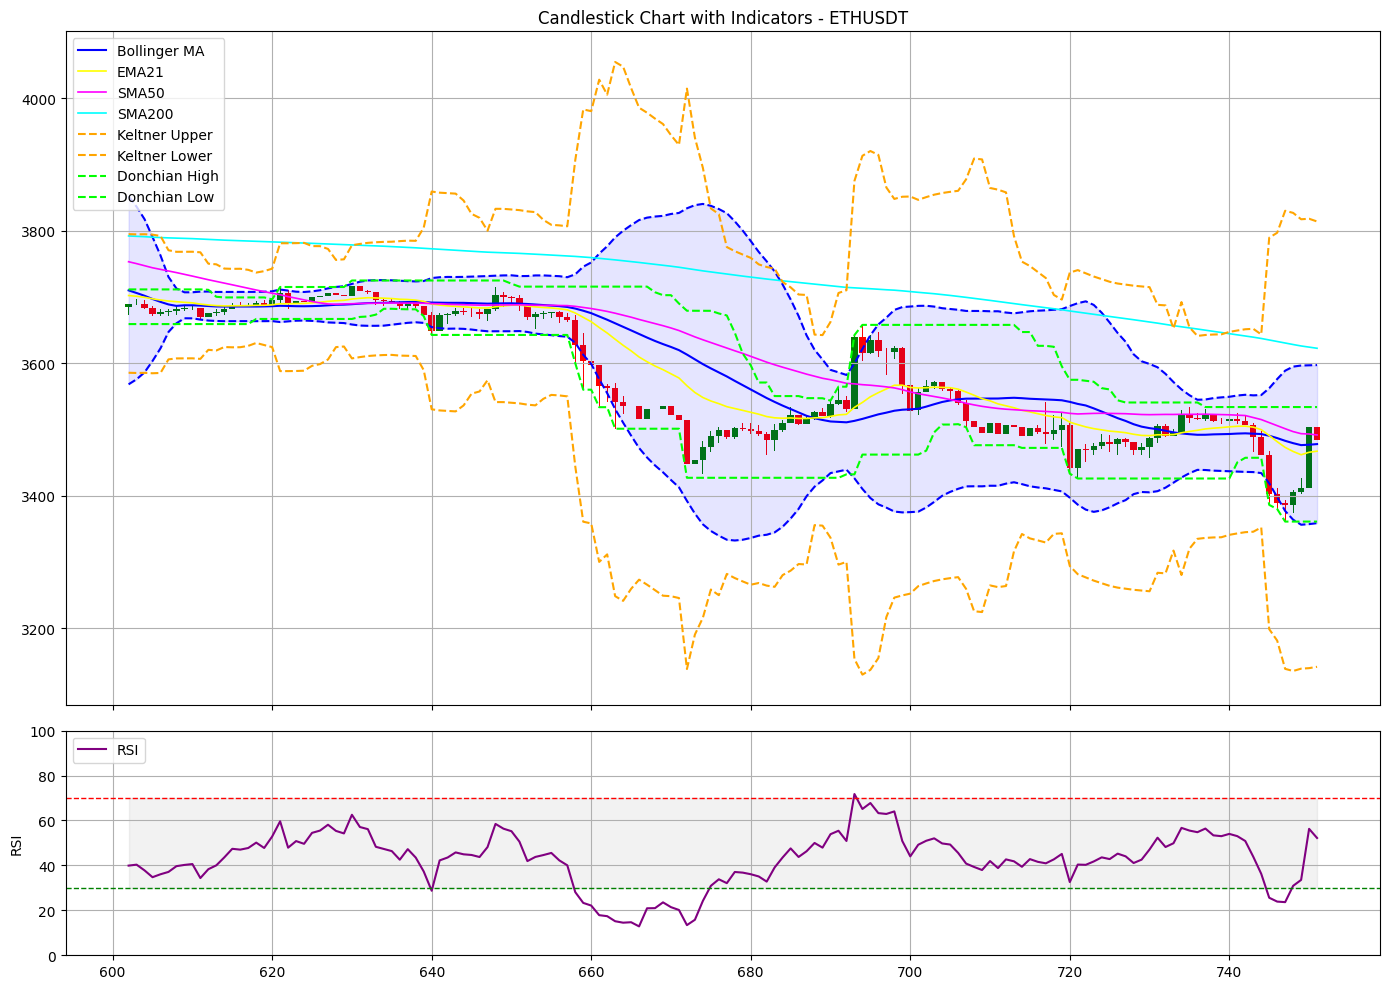 Candlestick Chart with Indicators - ETHUSDT
Bollinger MA
EMA21
SMA50
SMA200
Keltner Upper
Keltner Lower
Donchian High
Donchian Low
4000
3800
3600
3400
3200
RSI
100
80
60
40
20
0
RSI
600
620
640
660
680
700
720
740